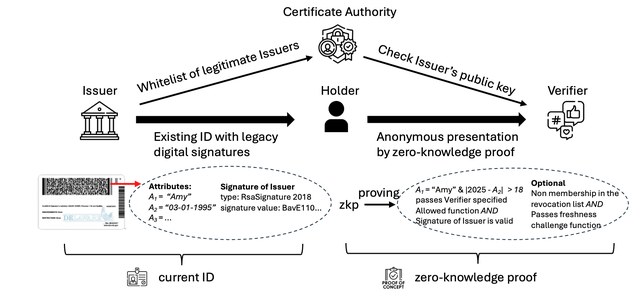 Certificate Authority
Whitelist of legitimate Issuers
Check Issuer's public key
Issuer
Holder
Verifier
Existing ID with legacy
digital signatures
Anonymous presentation
by zero-knowledge proof
Attributes:
A₁ = "Amy"
A₂ = "03-01-1995"
A₃ = ...
Signature of Issuer
type: RsaSignature 2018
signature value: BavE110...
zkp
proving
A₁ = "Amy" & |2025 - A₂| > 18
passes Verifier specified
Allowed function AND
Signature of Issuer is valid
Optional
Non membership in the
revocation list AND
Passes freshness
challenge function
current ID
PROOF OF
CONCEPT
zero-knowledge proof